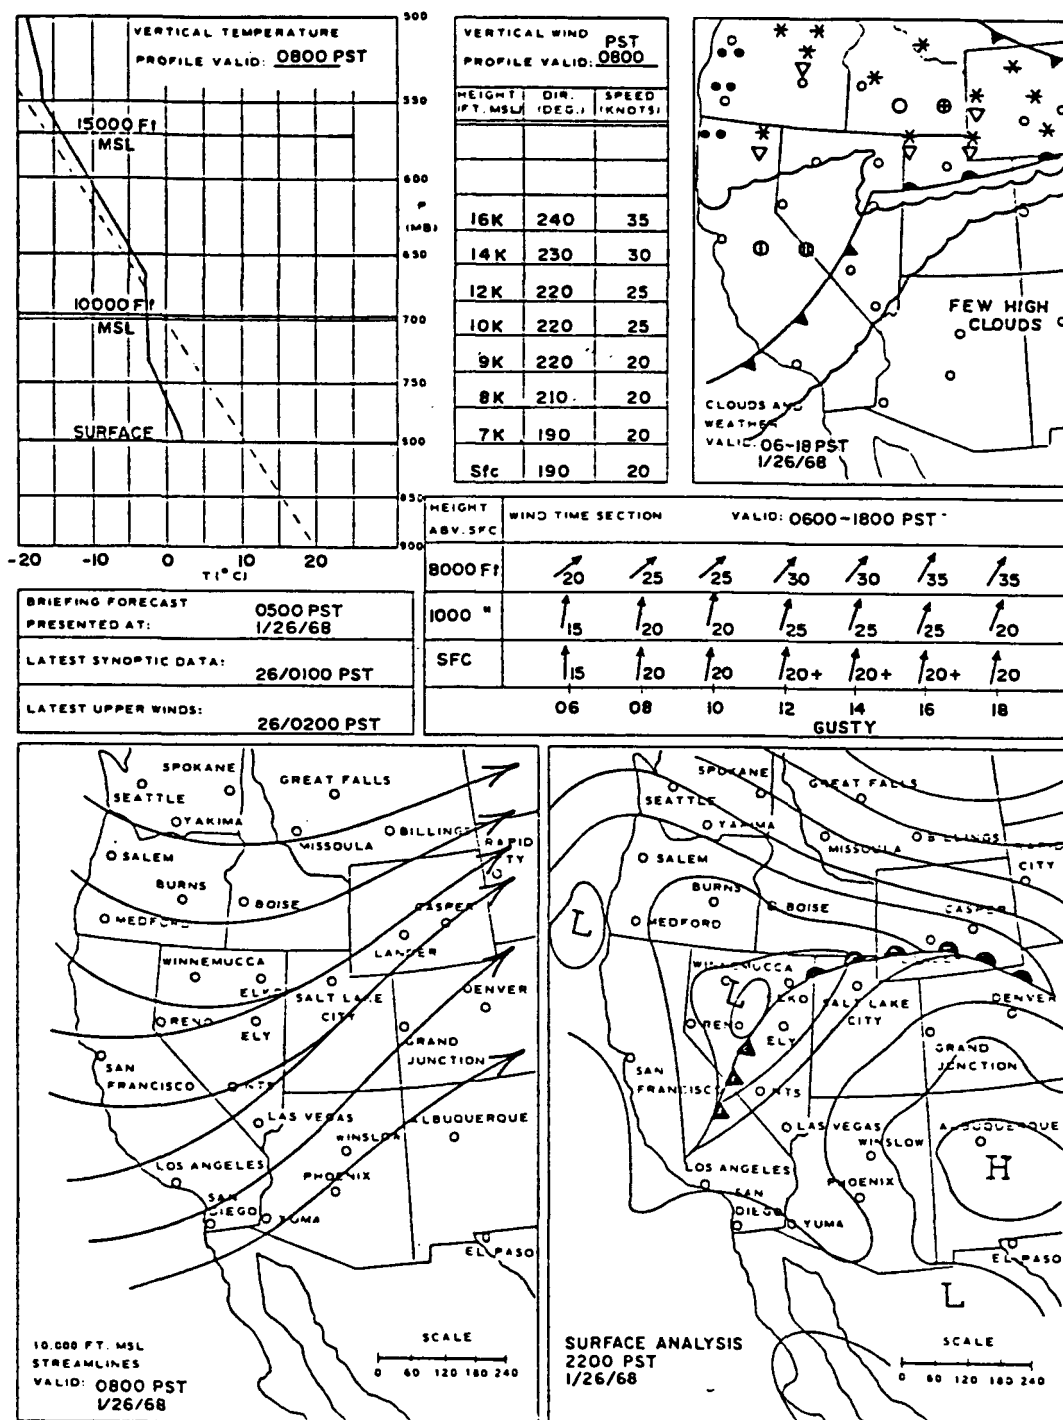 VERTICAL TEMPERATURE
PROFILE VALID: 0800 PST
500
550
600
P
(MB)
650
700
750
800
850
900
15000 Ft
MSL
10000 Ft
MSL
SURFACE
-20 -10 0 10 20
T(°C)
VERTICAL WIND
PROFILE VALID: PST 0800
HEIGHT (FT. MSL) DIR. (DEG.) SPEED (KNOTS)
16K 240 35
14K 230 30
12K 220 25
10K 220 25
9K 220 20
8K 210 20
7K 190 20
Sfc 190 20
FEW HIGH
CLOUDS
CLOUDS AND
WEATHER
VALID: 06-18 PST
1/26/68
BRIEFING FORECAST
PRESENTED AT: 0500 PST
1/26/68
LATEST SYNOPTIC DATA:
26/0100 PST
LATEST UPPER WINDS:
26/0200 PST
HEIGHT
ABV. SFC
WIND TIME SECTION VALID: 0600-1800 PST
8000 Ft 20 25 25 30 30 35 35
1000 " 15 20 20 25 25 25 20
SFC 15 20 20 20+ 20+ 20+ 20
06 08 10 12 14 16 18
GUSTY
SPOKANE
SEATTLE
GREAT FALLS
YAKIMA
MISSOULA
BILLINGS
RAPID
CITY
SALEM
BURNS
BOISE
MEDFORD
CASPER
LANDER
WINNEMUCCA
ELKO
SALT LAKE
CITY
DENVER
RENO
ELY
GRAND
JUNCTION
SAN
FRANCISCO
NTS
LAS VEGAS
ALBUQUERQUE
WINSLOW
LOS ANGELES
PHOENIX
SAN
DIEGO
YUMA
EL PASO
10,000 FT. MSL
STREAMLINES
VALID: 0800 PST
1/26/68
SCALE
0 60 120 180 240
SPOKANE
SEATTLE
GREAT FALLS
YAKIMA
MISSOULA
BILLINGS
CITY
SALEM
BURNS
BOISE
MEDFORD
L
CASPER
WINNEMUCCA
L
ELKO
SALT LAKE
CITY
DENVER
RENO
ELY
GRAND
JUNCTION
SAN
FRANCISCO
NTS
LAS VEGAS
ALBUQUERQUE
WINSLOW
H
LOS ANGELES
PHOENIX
SAN
DIEGO
YUMA
EL PASO
L
SURFACE ANALYSIS
2200 PST
1/26/68
SCALE
0 60 120 180 240